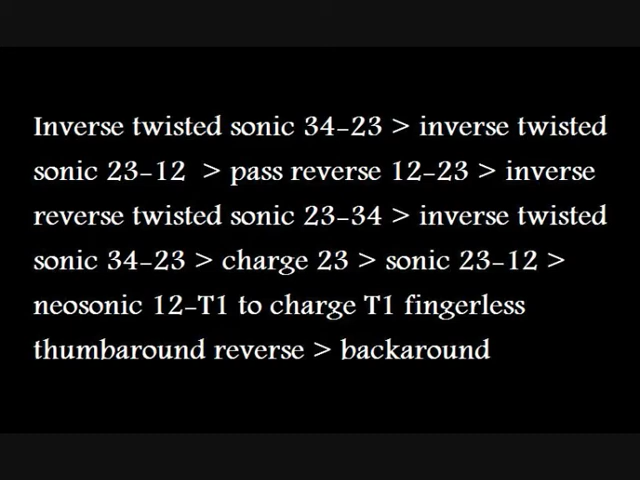 Inverse twisted sonic 34-23 > inverse twisted
sonic 23-12 > pass reverse 12-23 > inverse
reverse twisted sonic 23-34 > inverse twisted
sonic 34-23 > charge 23 > sonic 23-12 >
neosonic 12-T1 to charge T1 fingerless
thumbaround reverse > backaround